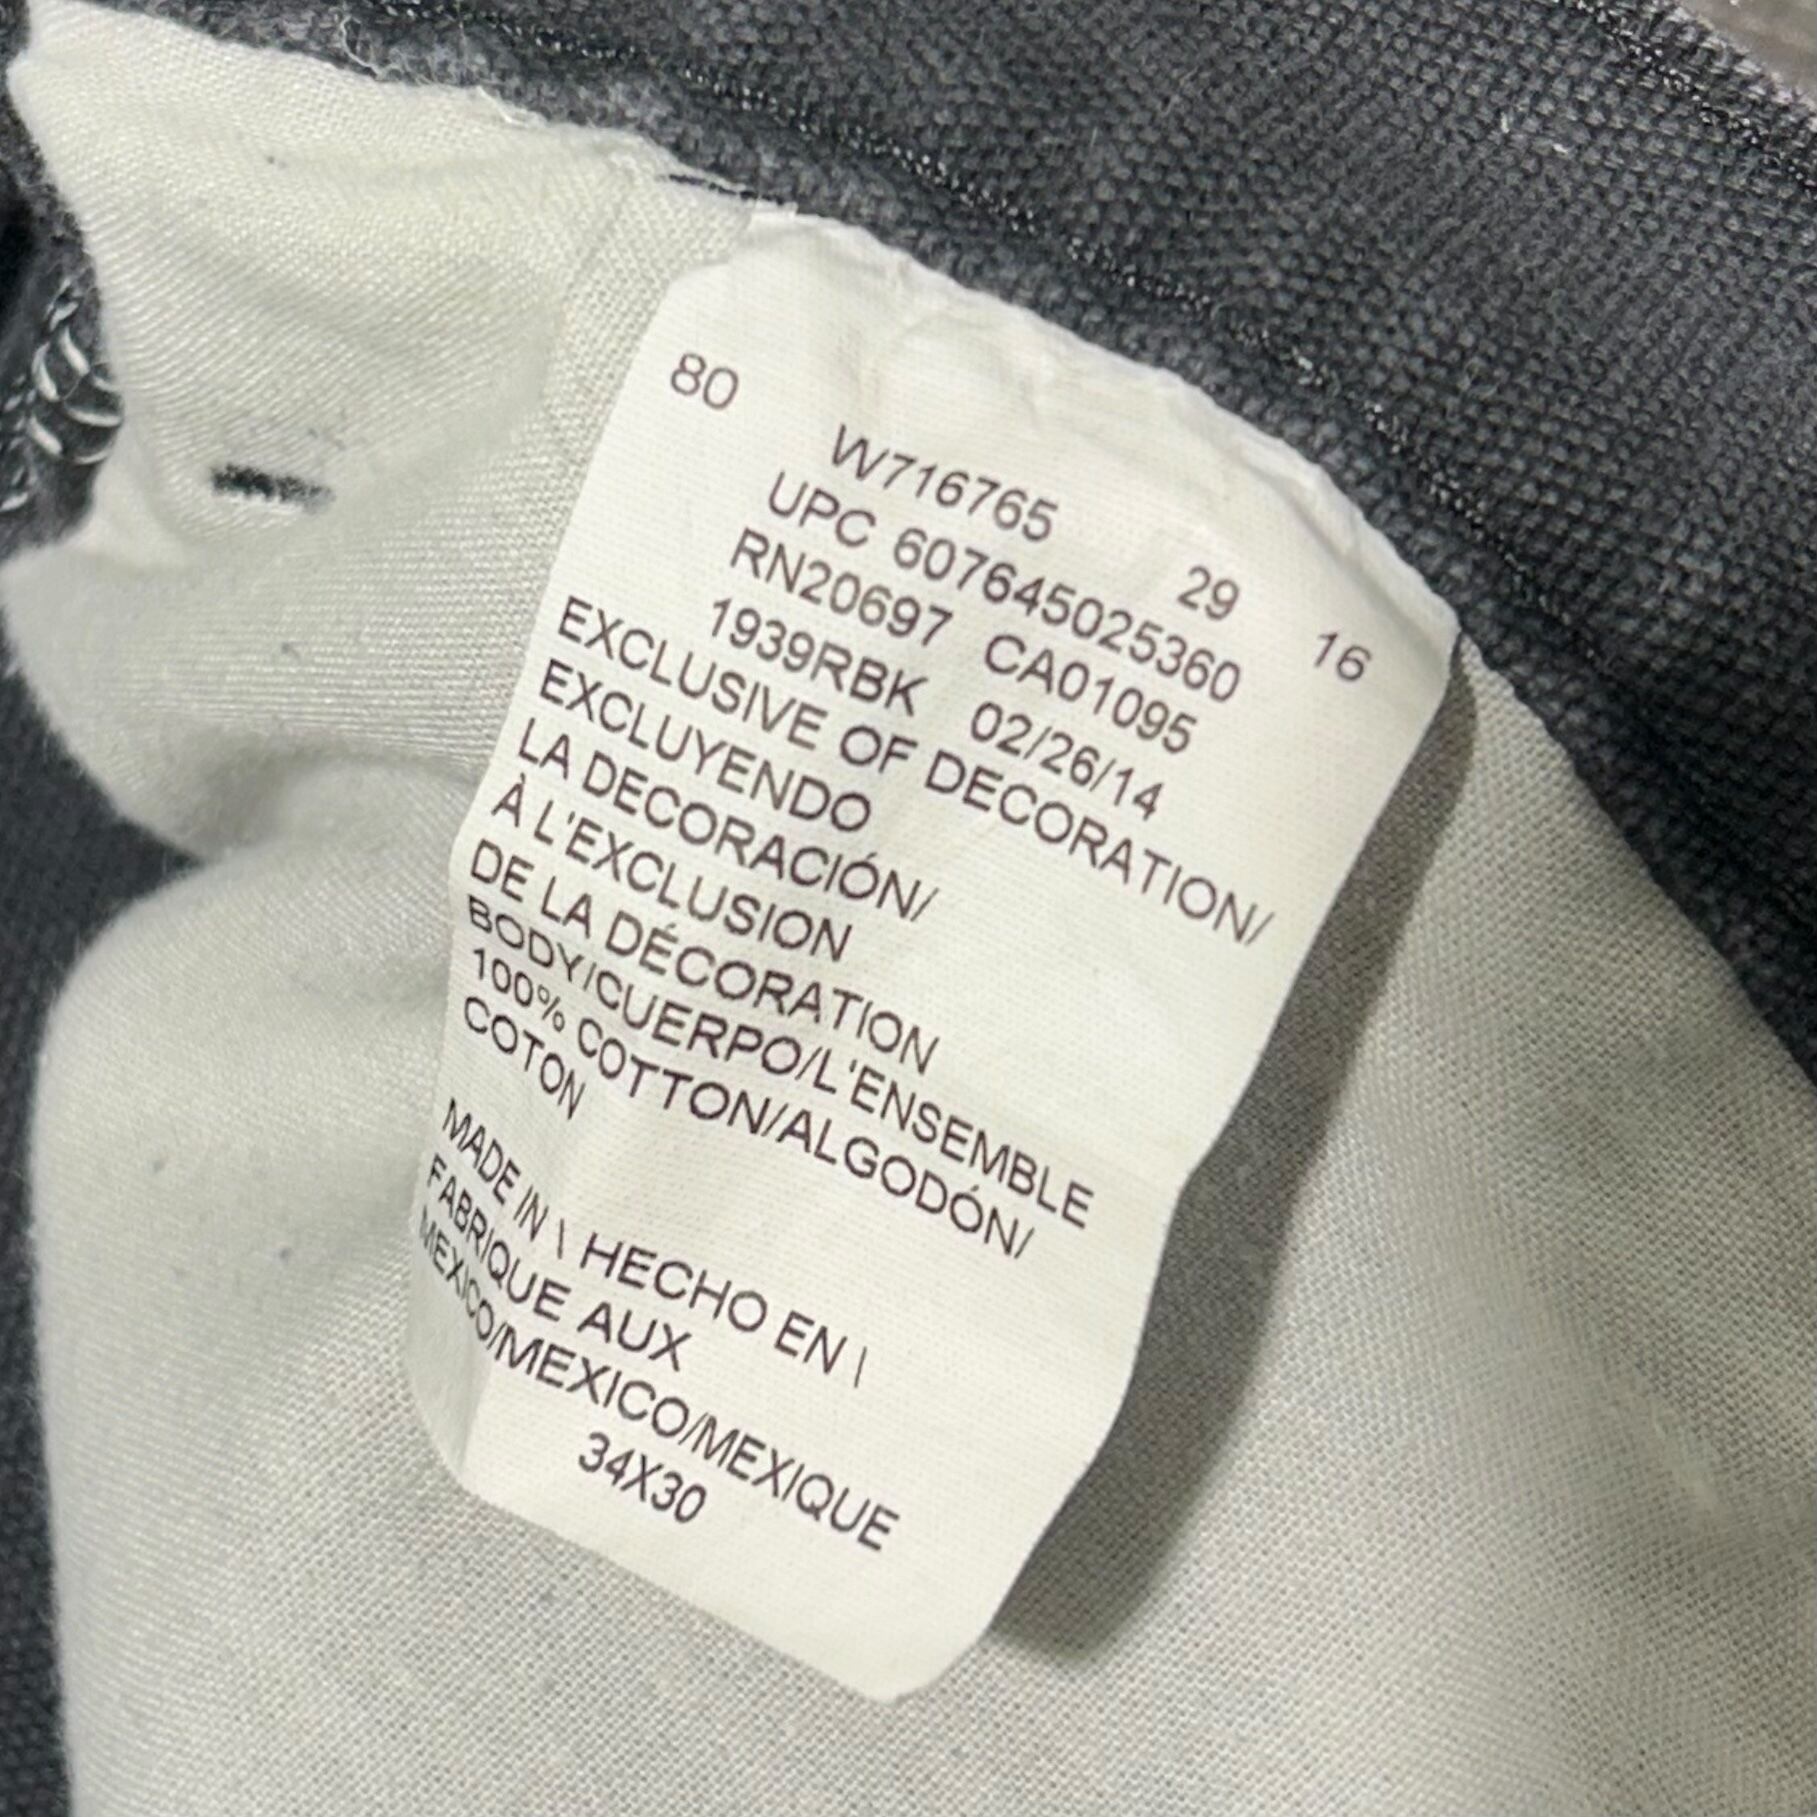 80
W716765 29 16
UPC 607645025360
RN20697 CA01095
1939RBK 02/26/14
EXCLUSIVE OF DECORATION/
EXCLUYENDO
LA DECORACIÓN/
À L'EXCLUSION
DE LA DÉCORATION
BODY/CUERPO/L'ENSEMBLE
100% COTTON/ALGODÓN/
COTON
MADE IN \ HECHO EN \
FABRIQUE AUX
MEXICO/MEXICO/MEXIQUE
34X30